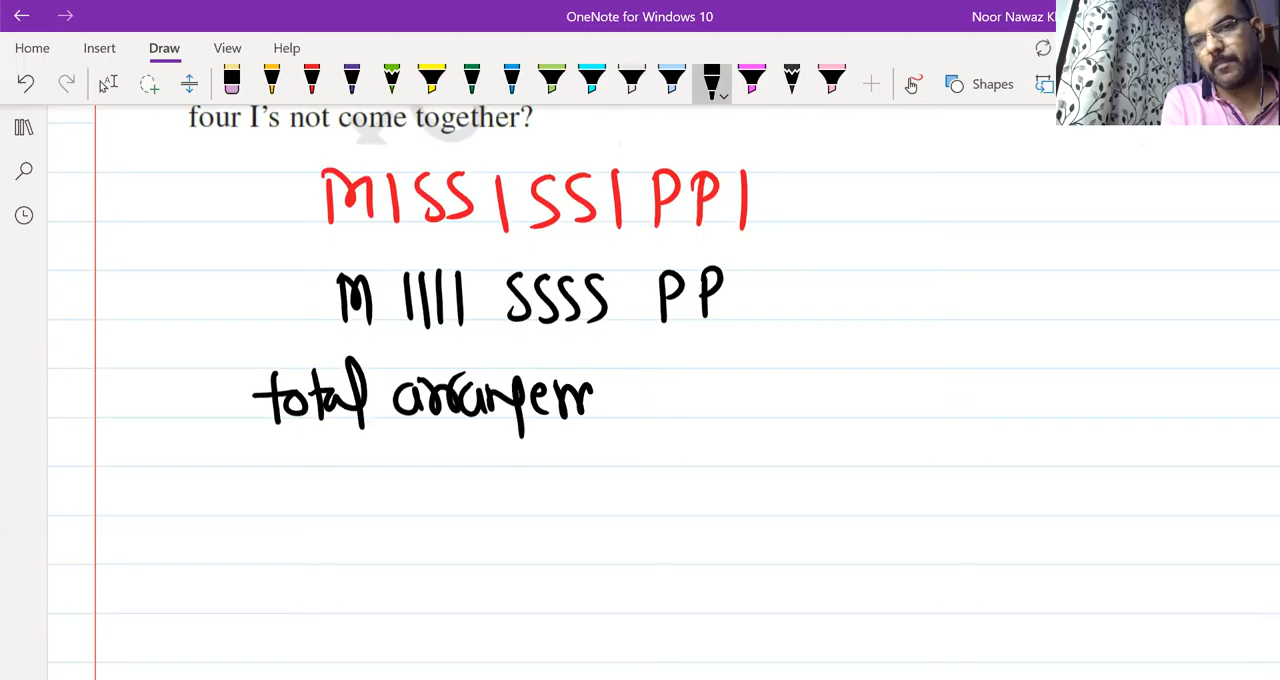 OneNote for Windows 10
Noor Nawaz Kh
Home Insert Draw View Help
Shapes
four I's not come together?
MISSISSIPPI
M IIII SSSS PP
total arrangem